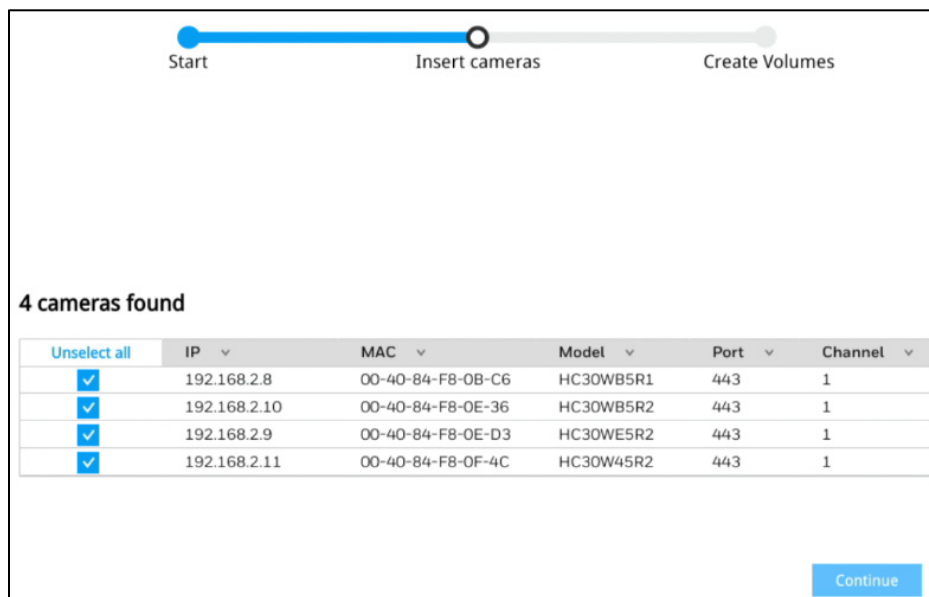 Start Insert cameras Create Volumes
4 cameras found
Unselect all IP MAC Model Port Channel
192.168.2.8 00-40-84-F8-0B-C6 HC30WB5R1 443 1
192.168.2.10 00-40-84-F8-0E-36 HC30WB5R2 443 1
192.168.2.9 00-40-84-F8-0E-D3 HC30WE5R2 443 1
192.168.2.11 00-40-84-F8-0F-4C HC30W45R2 443 1
Continue